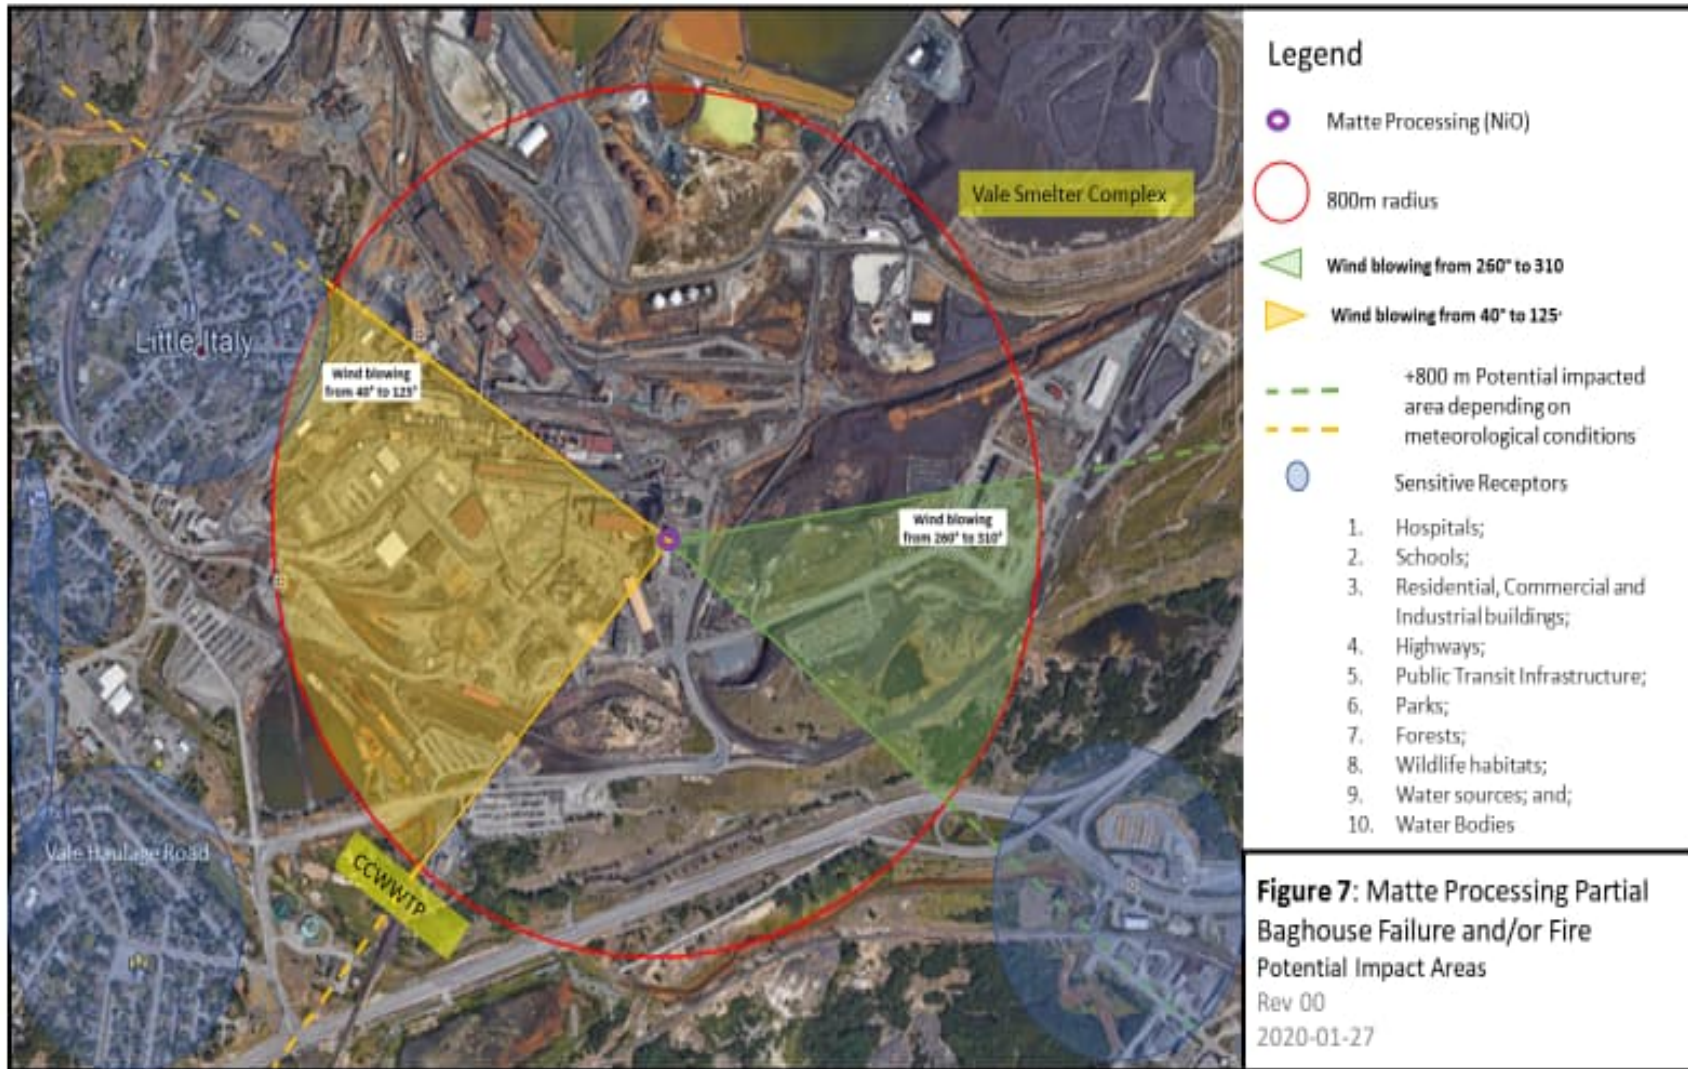 Legend
Matte Processing (NiO)
800m radius
Wind blowing from 260° to 310
Wind blowing from 40° to 125°
+800 m Potential impacted
area depending on
meteorological conditions
Sensitive Receptors
1. Hospitals;
2. Schools;
3. Residential, Commercial and
Industrial buildings;
4. Highways;
5. Public Transit Infrastructure;
6. Parks;
7. Forests;
8. Wildlife habitats;
9. Water sources; and;
10. Water Bodies
Vale Smelter Complex
Little Italy
Wind blowing
from 40° to 125°
Wind blowing
from 260° to 310°
Vale Haulage Road
CCWWTP
Figure 7: Matte Processing Partial
Baghouse Failure and/or Fire
Potential Impact Areas
Rev 00
2020-01-27